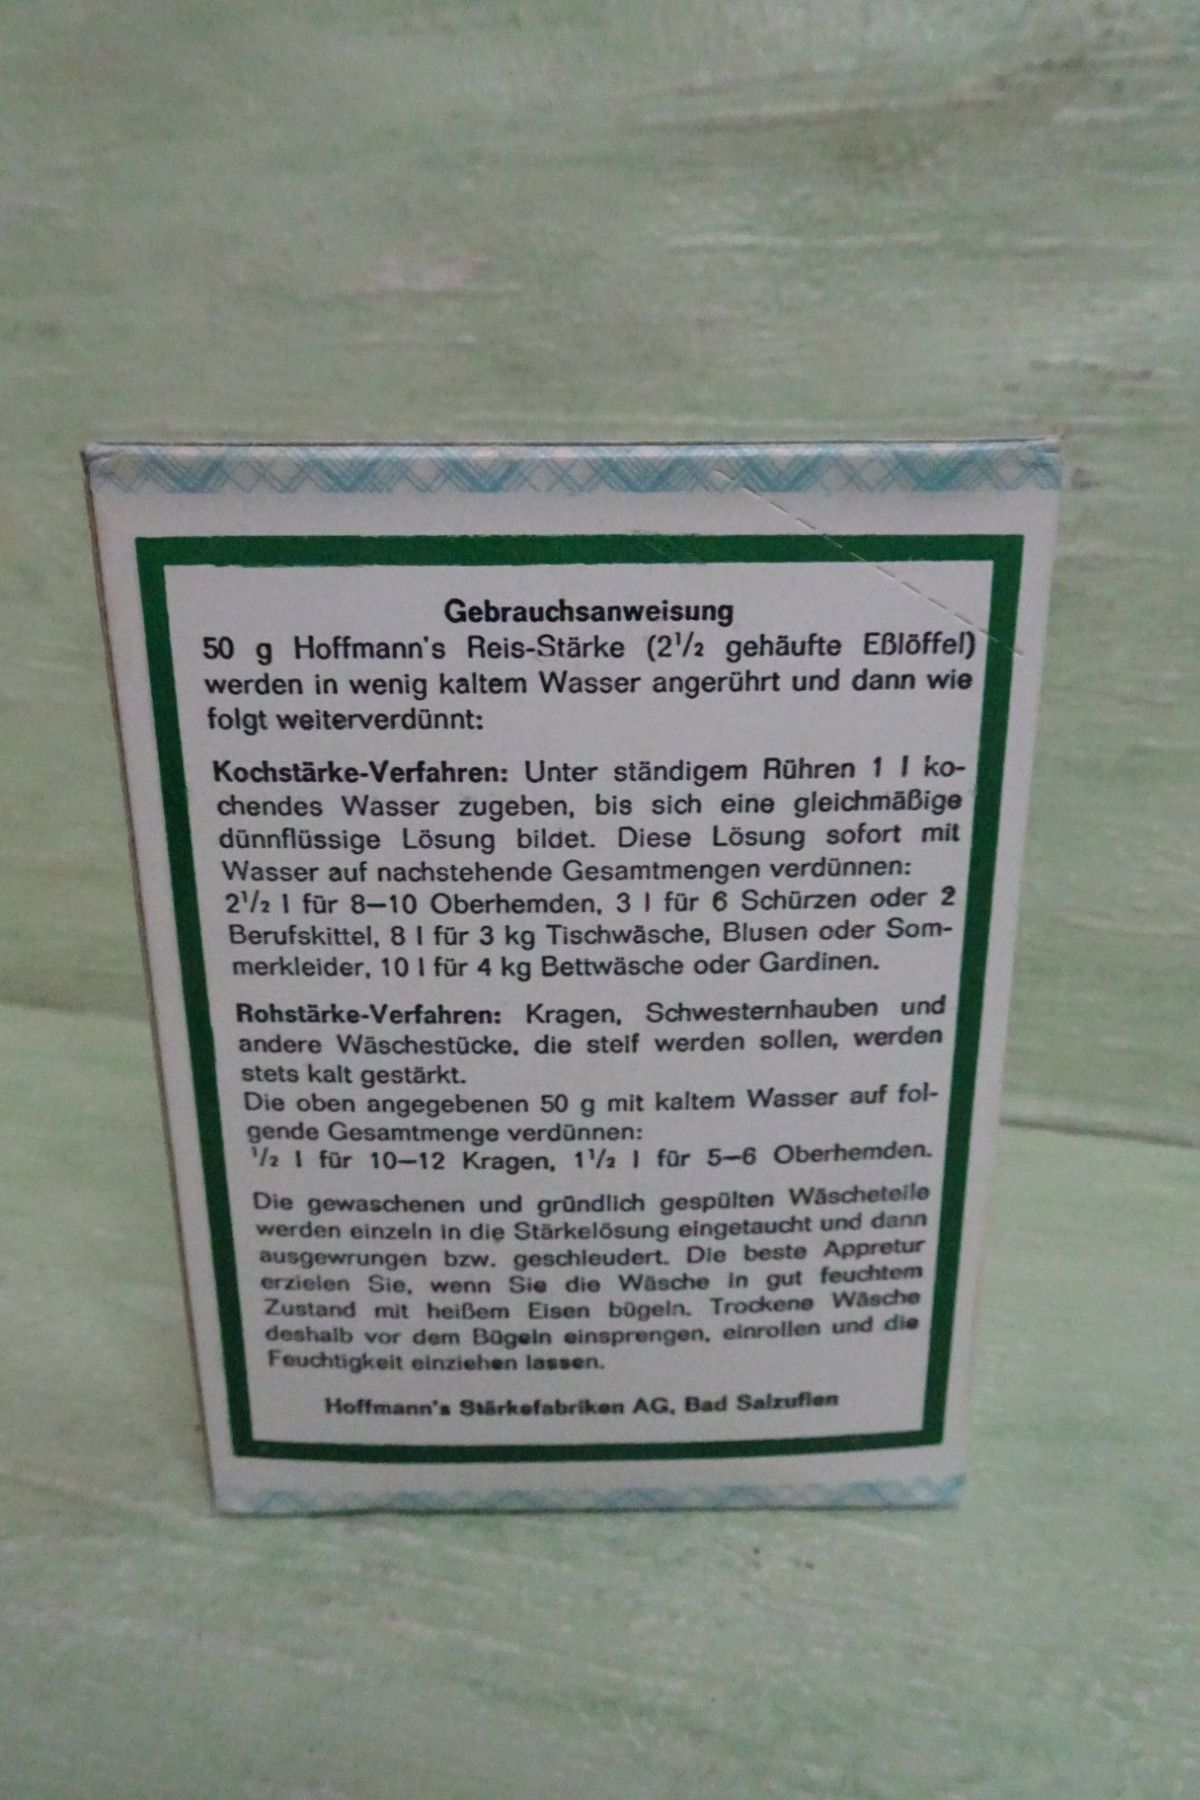 Gebrauchsanweisung
50 g Hoffmann's Reis-Stärke (2½ gehäufte Eßlöffel)
werden in wenig kaltem Wasser angerührt und dann wie
folgt weiterverdünnt:
Kochstärke-Verfahren: Unter ständigem Rühren 1 l ko-
chendes Wasser zugeben, bis sich eine gleichmäßige
dünnflüssige Lösung bildet. Diese Lösung sofort mit
Wasser auf nachstehende Gesamtmengen verdünnen:
2½ l für 8–10 Oberhemden, 3 l für 6 Schürzen oder 2
Berufskittel, 8 l für 3 kg Tischwäsche, Blusen oder Som-
merkleider, 10 l für 4 kg Bettwäsche oder Gardinen.
Rohstärke-Verfahren: Kragen, Schwesternhauben und
andere Wäschestücke, die steif werden sollen, werden
stets kalt gestärkt.
Die oben angegebenen 50 g mit kaltem Wasser auf fol-
gende Gesamtmenge verdünnen:
½ l für 10–12 Kragen, 1½ l für 5–6 Oberhemden.
Die gewaschenen und gründlich gespülten Wäscheteile
werden einzeln in die Stärkelösung eingetaucht und dann
ausgewrungen bzw. geschleudert. Die beste Appretur
erzielen Sie, wenn Sie die Wäsche in gut feuchtem
Zustand mit heißem Eisen bügeln. Trockene Wäsche
deshalb vor dem Bügeln einsprengen, einrollen und die
Feuchtigkeit einziehen lassen.
Hoffmann's Stärkefabriken AG, Bad Salzuflen